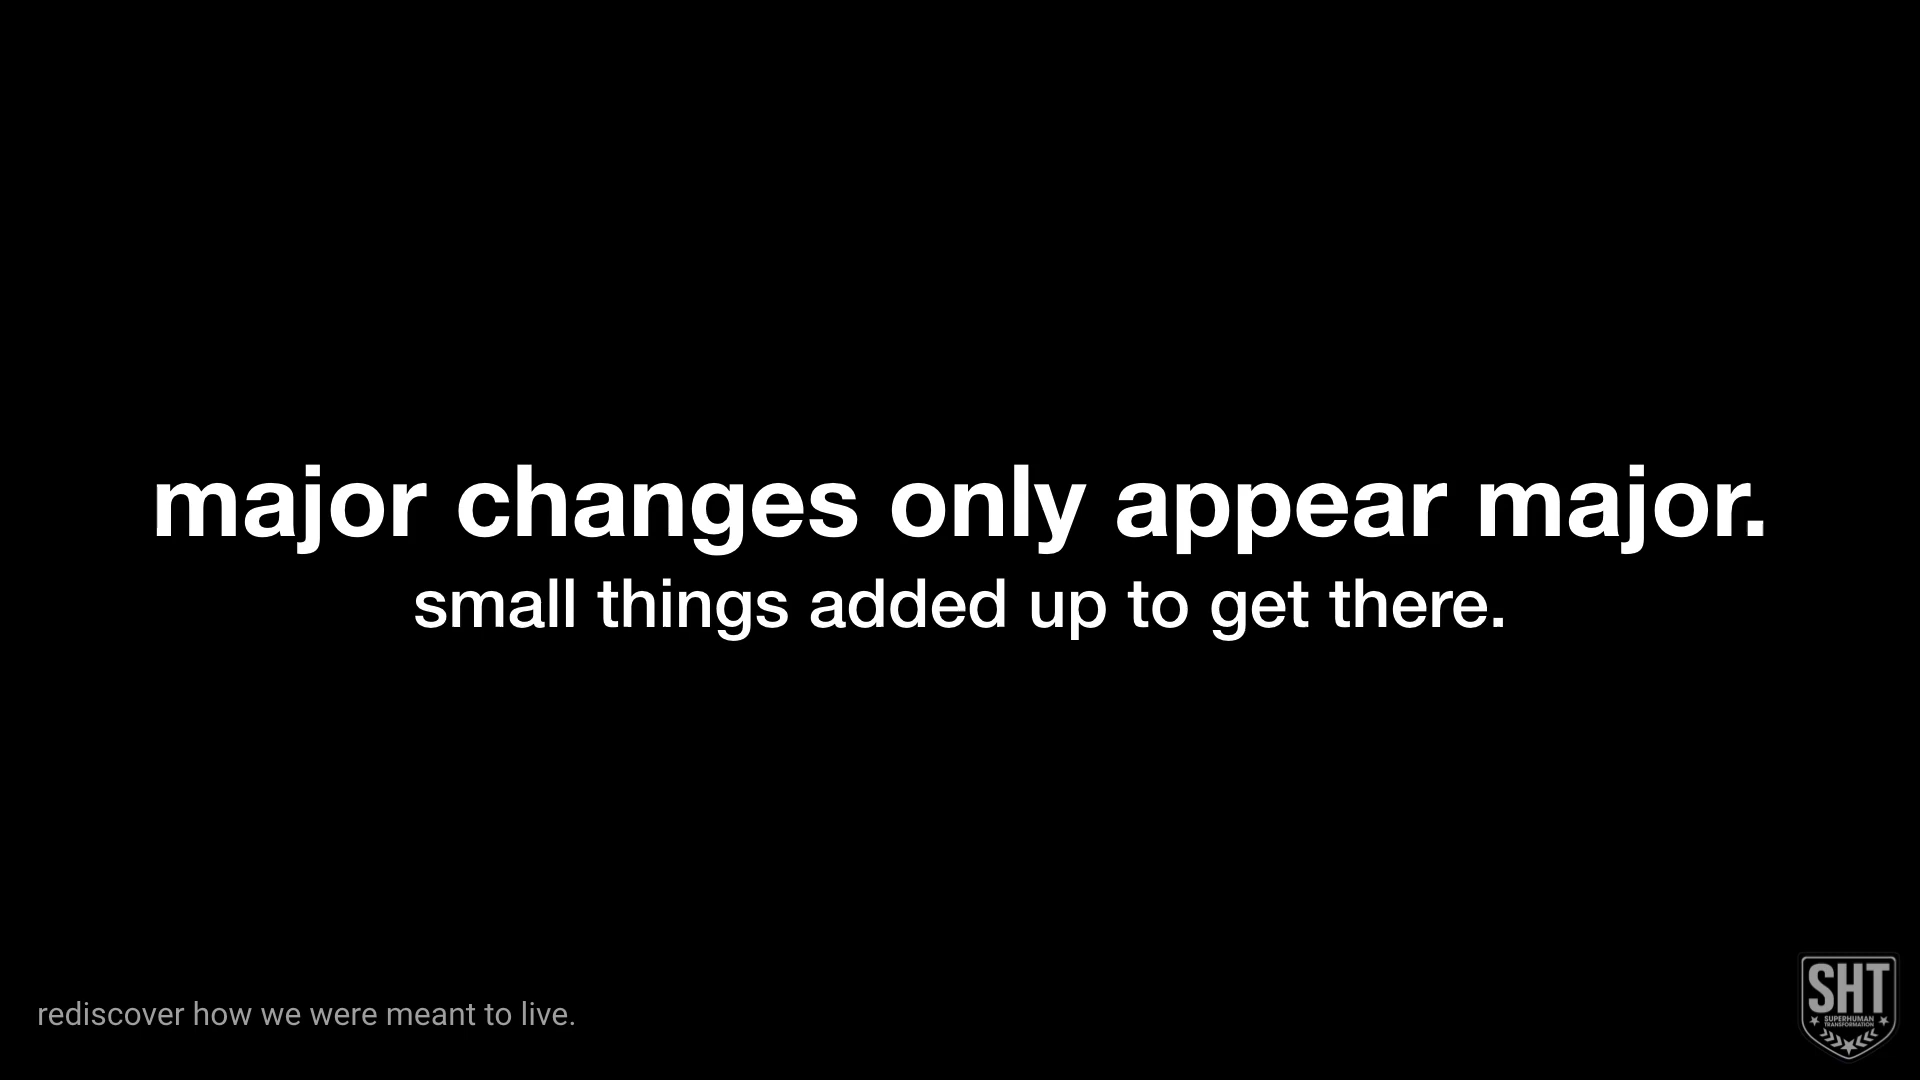 major changes only appear major.
small things added up to get there.
rediscover how we were meant to live.
SHT
SUPERHUMAN
TRANSFORMATION